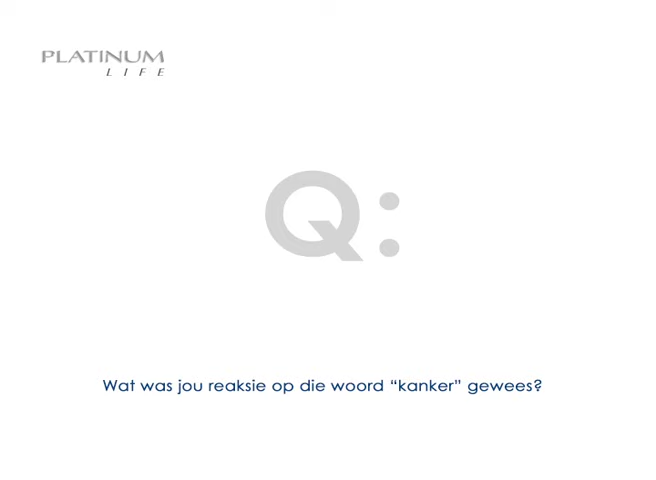 PLATINUM
LIFE
Q:
Wat was jou reaksie op die woord “kanker” gewees?